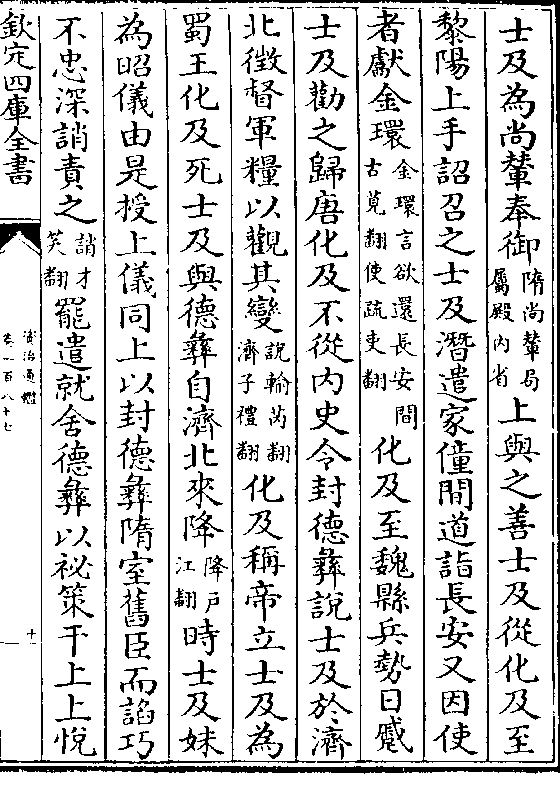 士及為尚輦奉御隋尚輦局屬殿内省上與之善士及從化及至
黎陽上手詔召之士及潛遣家僮間道詣長安又因使
者獻金環金環言欲還長安間古莧翻使疏吏翻化及至魏縣兵勢日蹙
士及勸之歸唐化及不從内史令封德彝說士及於濟
北徵督軍糧以觀其變說輸芮翻濟子禮翻化及稱帝立士及為
蜀王化及死士及與德彝自濟北來降降戶江翻時士及妹
為昭儀由是授上儀同上以封德彝隋室舊臣而諂巧
不忠深誚責之誚才笑翻罷遣就舍德彝以祕策干上上悅
欽定四庫全書
資治通鑑
卷一百八十七
十一